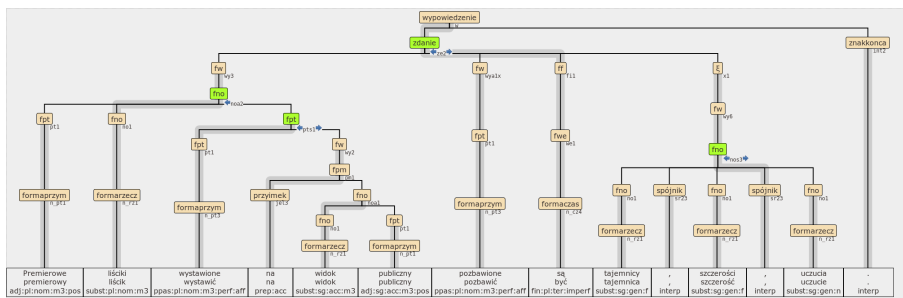 wypowiedzenie
w
zdanie
ze2
znakkonca
int2
fw
wy3
fw
wya1x
ff
fi1
ξ
x1
fno
noa2
fw
wy6
fpt
pt1
fno
no1
fpt
pts1
fpt
pt1
fw
wy2
fpt
pt1
fwe
we1
fno
nos3
fpm
pm1
formaprzym
n_pt1
formarzecz
n_rz1
formaprzym
n_pt3
przyimek
jel3
fno
noa1
formaprzym
n_pt3
formaczas
n_cz4
fno
no1
spójnik
sr23
fno
no1
spójnik
sr23
fno
no1
fno
no1
fpt
pt1
formarzecz
n_rz1
formarzecz
n_rz1
formarzecz
n_rz1
formarzecz
n_rz1
formaprzym
n_pt1
Premierowe liściki wystawione na widok publiczny pozbawione są tajemnicy , szczerości , uczucia .
premierowy liścik wystawić na widok publiczny pozbawić być tajemnica , szczerość , uczucie .
adj:pl:nom:m3:pos subst:pl:nom:m3 ppas:pl:nom:m3:perf:aff prep:acc subst:sg:acc:m3 adj:sg:acc:m3:pos ppas:pl:nom:m3:perf:aff fin:pl:ter:imperf subst:sg:gen:f interp subst:sg:gen:f interp subst:sg:gen:n interp